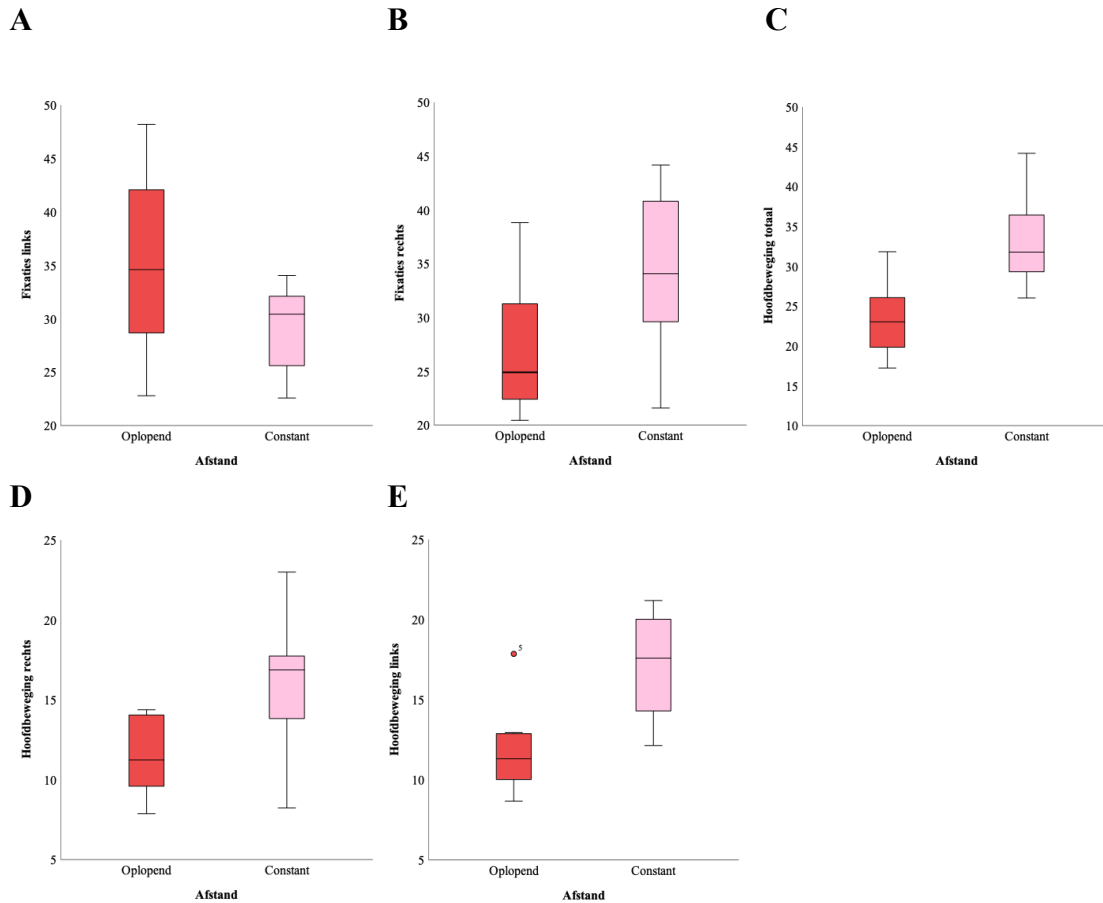 A
Fixaties links
50
45
40
35
30
25
20
Oplopend
Constant
Afstand
B
Fixaties rechts
50
45
40
35
30
25
20
Oplopend
Constant
Afstand
C
Hoofdbeweging totaal
50
45
40
35
30
25
20
15
10
Oplopend
Constant
Afstand
D
Hoofdbeweging rechts
25
20
15
10
5
Oplopend
Constant
Afstand
E
Hoofdbeweging links
25
20
15
10
5
5
Oplopend
Constant
Afstand